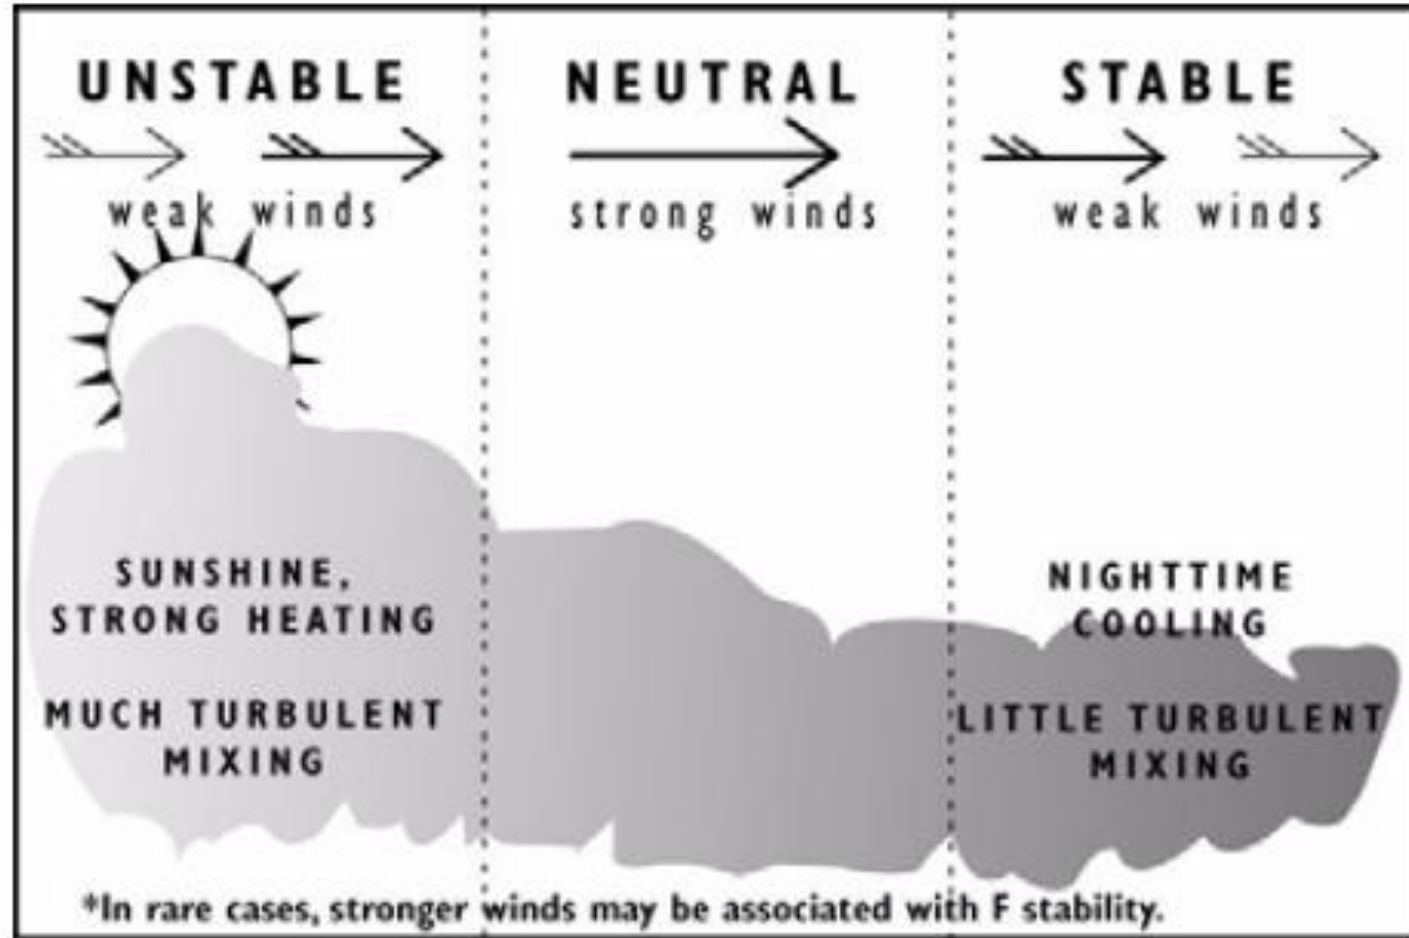 UNSTABLE
weak winds
SUNSHINE,
STRONG HEATING
MUCH TURBULENT
MIXING
NEUTRAL
strong winds
STABLE
weak winds
NIGHTTIME
COOLING
LITTLE TURBULENT
MIXING
*In rare cases, stronger winds may be associated with F stability.